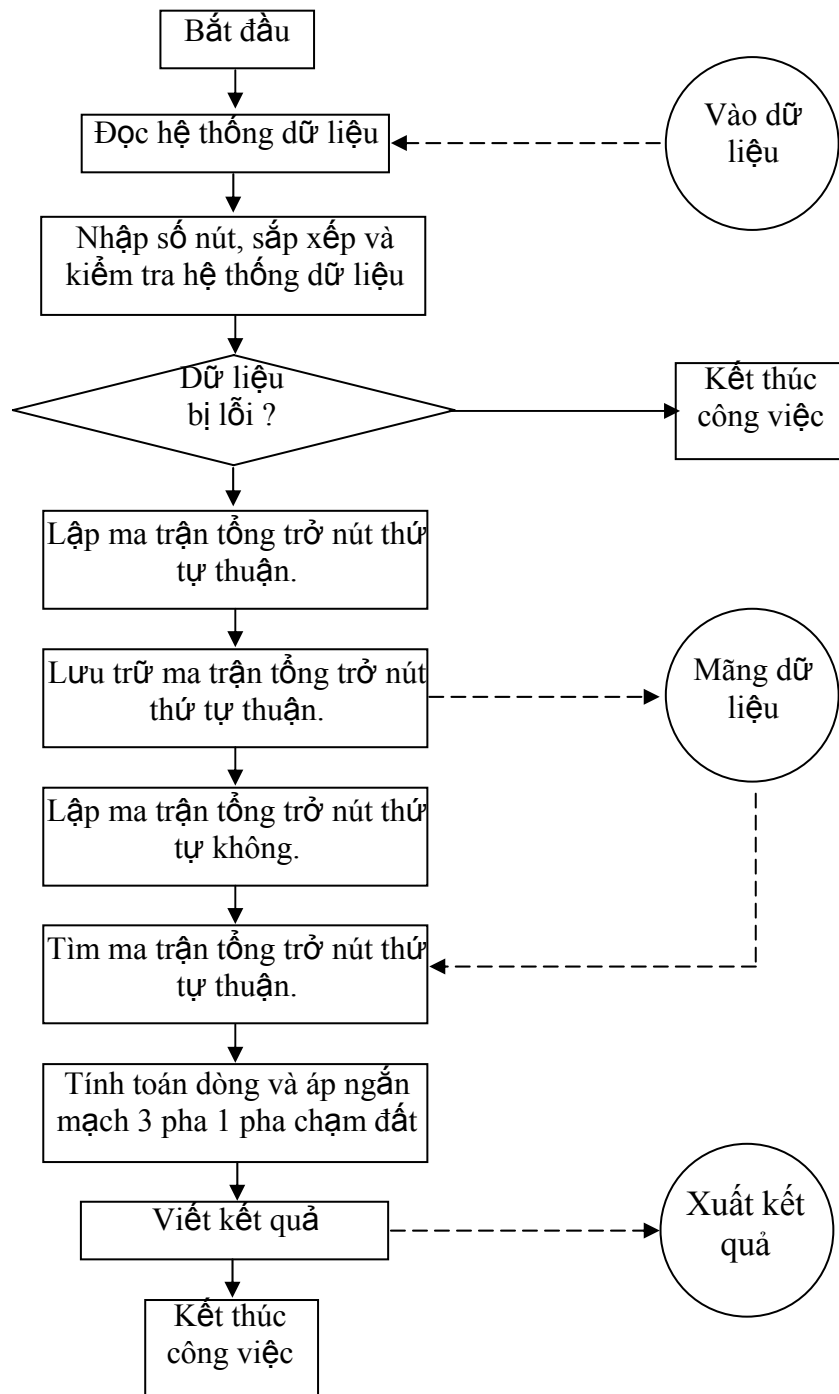 Bắt đầu
Đọc hệ thống dữ liệu
Vào dữ
liệu
Nhập số nút, sắp xếp và
kiểm tra hệ thống dữ liệu
Dữ liệu
bị lỗi ?
Kết thúc
công việc
Lập ma trận tổng trở nút thứ
tự thuận.
Lưu trữ ma trận tổng trở nút
thứ tự thuận.
Mãng dữ
liệu
Lập ma trận tổng trở nút thứ
tự không.
Tìm ma trận tổng trở nút thứ
tự thuận.
Tính toán dòng và áp ngắn
mạch 3 pha 1 pha chạm đất
Viết kết quả
Xuất kết
quả
Kết thúc
công việc